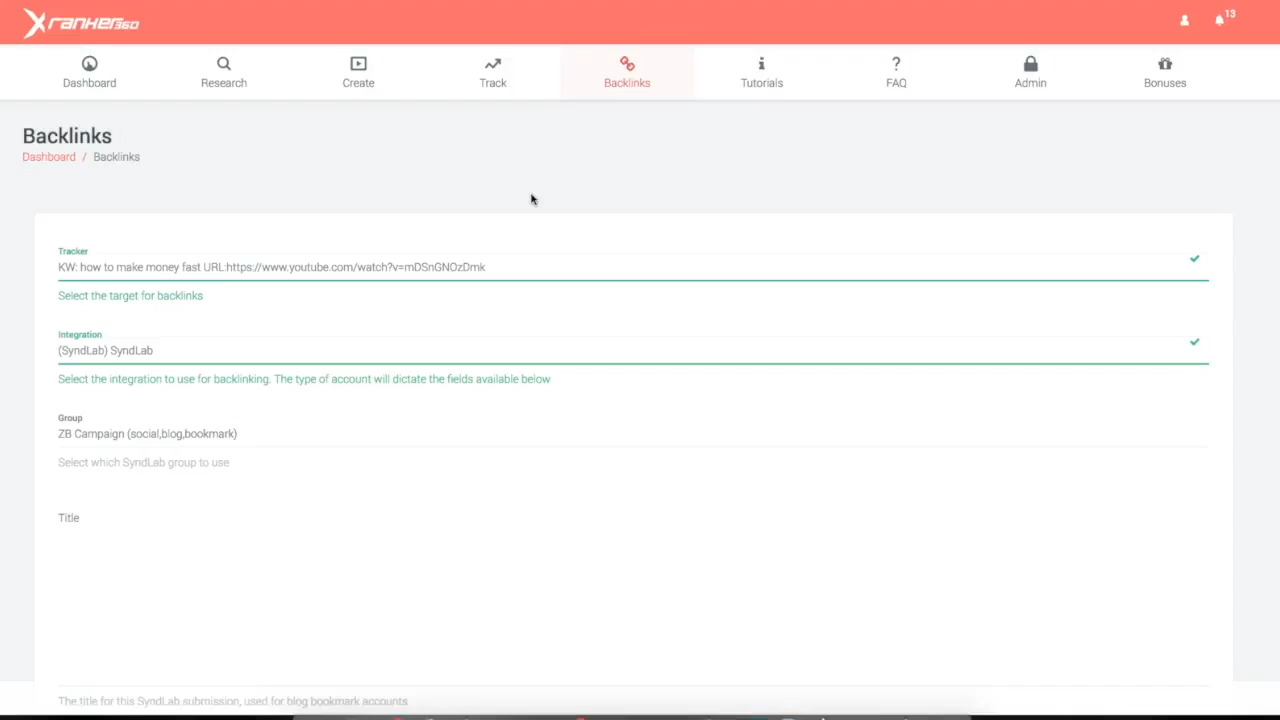 Xranker360
13
Dashboard
Research
Create
Track
Backlinks
Tutorials
FAQ
Admin
Bonuses
Backlinks
Dashboard / Backlinks
Tracker
KW: how to make money fast URL:https://www.youtube.com/watch?v=mDSnGNOzDmk
Select the target for backlinks
Integration
(SyndLab) SyndLab
Select the integration to use for backlinking. The type of account will dictate the fields available below
Group
ZB Campaign (social,blog,bookmark)
Select which SyndLab group to use
Title
The title for this SyndLab submission, used for blog bookmark accounts